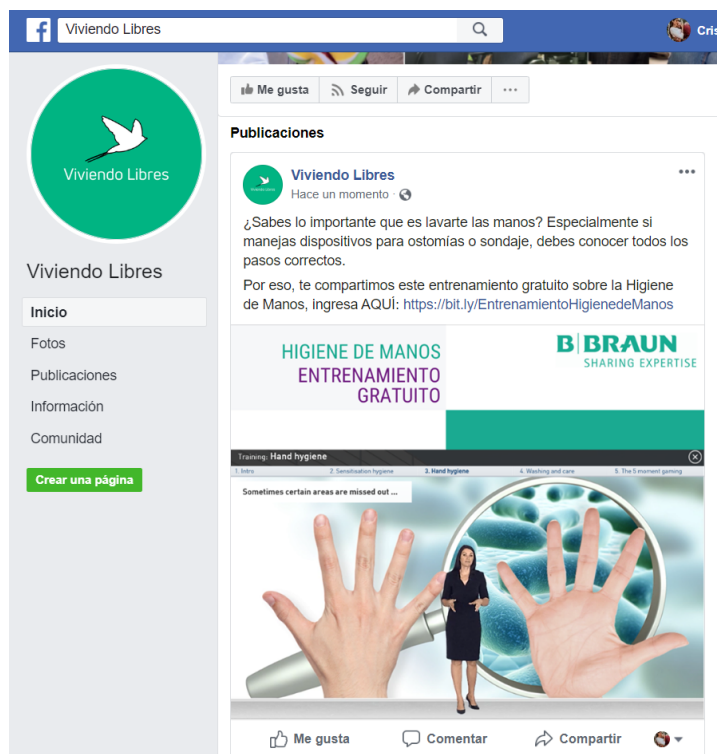 Viviendo Libres
Cris
Viviendo Libres
Viviendo Libres
Inicio
Fotos
Publicaciones
Información
Comunidad
Crear una página
Me gusta
Seguir
Compartir
Publicaciones
Viviendo Libres
Hace un momento
¿Sabes lo importante que es lavarte las manos? Especialmente si
manejas dispositivos para ostomías o sondaje, debes conocer todos los
pasos correctos.
Por eso, te compartimos este entrenamiento gratuito sobre la Higiene
de Manos, ingresa AQUÍ: https://bit.ly/EntrenamientoHigienedeManos
HIGIENE DE MANOS
ENTRENAMIENTO
GRATUITO
B|BRAUN
SHARING EXPERTISE
Training: Hand hygiene
1. Intro
2. Sensitisation hygiene
3. Hand hygiene
4. Washing and care
5. The 5 moment gaming
Sometimes certain areas are missed out ...
Me gusta
Comentar
Compartir